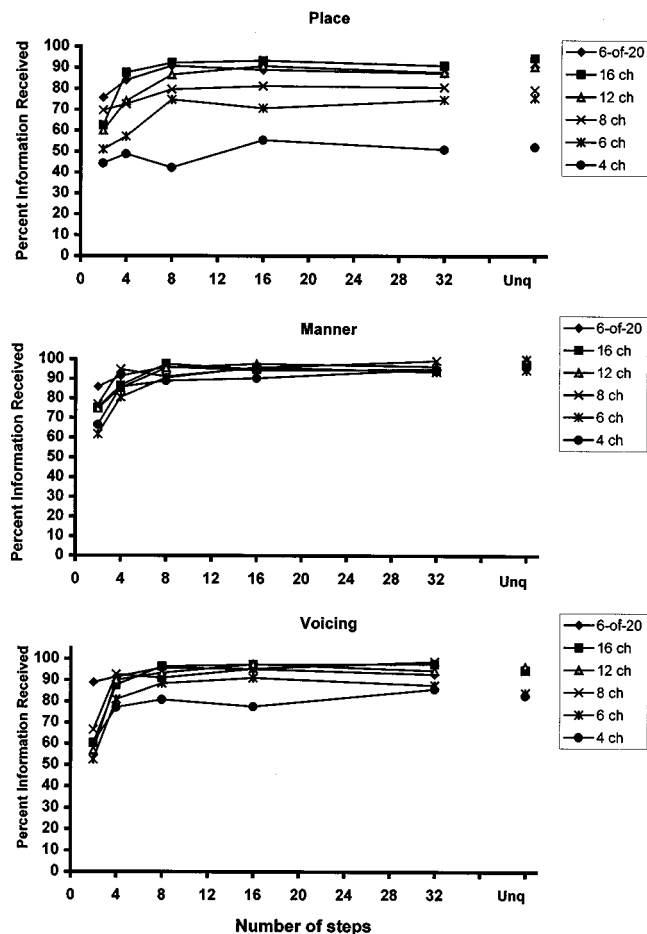 Place
Percent Information Received
100
90
80
70
60
50
40
30
20
10
0
0 4 8 12 16 20 24 28 32 Unq
6-of-20
16 ch
12 ch
8 ch
6 ch
4 ch
Manner
Percent Information Received
100
90
80
70
60
50
40
30
20
10
0
0 4 8 12 16 20 24 28 32 Unq
6-of-20
16 ch
12 ch
8 ch
6 ch
4 ch
Voicing
Percent Information Received
100
90
80
70
60
50
40
30
20
10
0
0 4 8 12 16 20 24 28 32 Unq
6-of-20
16 ch
12 ch
8 ch
6 ch
4 ch
Number of steps